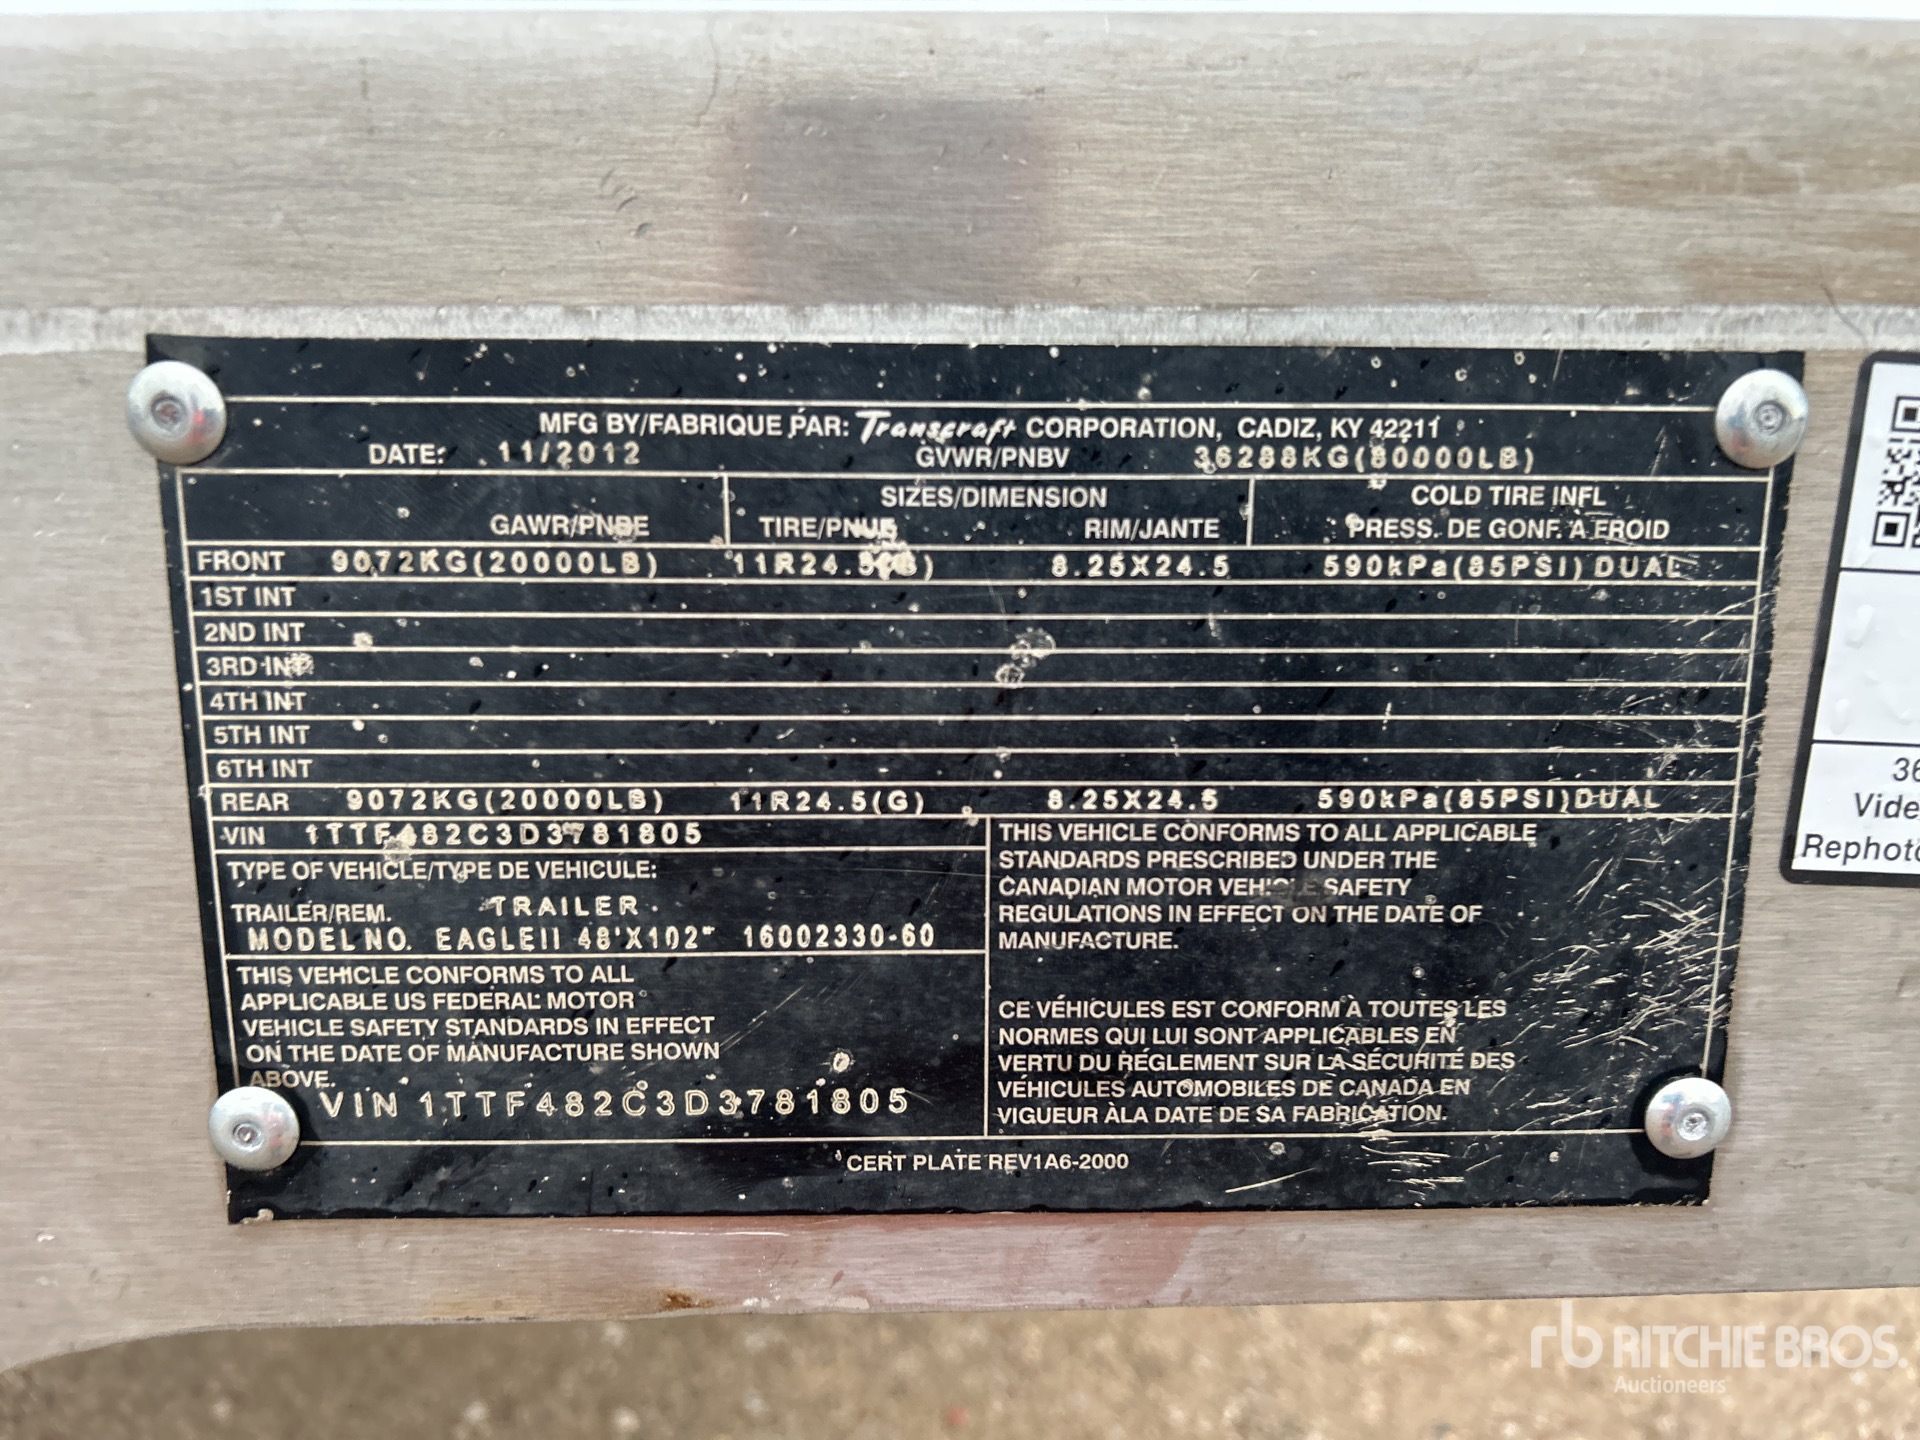 MFG BY/FABRIQUE PAR: Transcraft CORPORATION, CADIZ, KY 42211
DATE: 11/2012 GVWR/PNBV 36288KG(80000LB)
SIZES/DIMENSION COLD TIRE INFL
GAWR/PNBE TIRE/PNUE RIM/JANTE PRESS. DE GONF. A FROID
FRONT 9072KG(20000LB) 11R24.5(G) 8.25X24.5 590kPa(85PSI)DUAL
1ST INT
2ND INT
3RD INT
4TH INT
5TH INT
6TH INT
REAR 9072KG(20000LB) 11R24.5(G) 8.25X24.5 590kPa(85PSI)DUAL
VIN 1TTF482C3D3781805
TYPE OF VEHICLE/TYPE DE VEHICULE:
TRAILER/REM. TRAILER
MODEL NO. EAGLEII 48'X102" 16002330-60
THIS VEHICLE CONFORMS TO ALL
APPLICABLE US FEDERAL MOTOR
VEHICLE SAFETY STANDARDS IN EFFECT
ON THE DATE OF MANUFACTURE SHOWN
ABOVE.
VIN 1TTF482C3D3781805
THIS VEHICLE CONFORMS TO ALL APPLICABLE
STANDARDS PRESCRIBED UNDER THE
CANADIAN MOTOR VEHICLE SAFETY
REGULATIONS IN EFFECT ON THE DATE OF
MANUFACTURE.
CE VÉHICULES EST CONFORM À TOUTES LES
NORMES QUI LUI SONT APPLICABLES EN
VERTU DU RÉGLEMENT SUR LA SÉCURITÉ DES
VÉHICULES AUTOMOBILES DE CANADA EN
VIGUEUR ÀLA DATE DE SA FABRICATION.
CERT PLATE REV1A6-2000
36
Vide
Rephoto
rb RITCHIE BROS.
Auctioneers